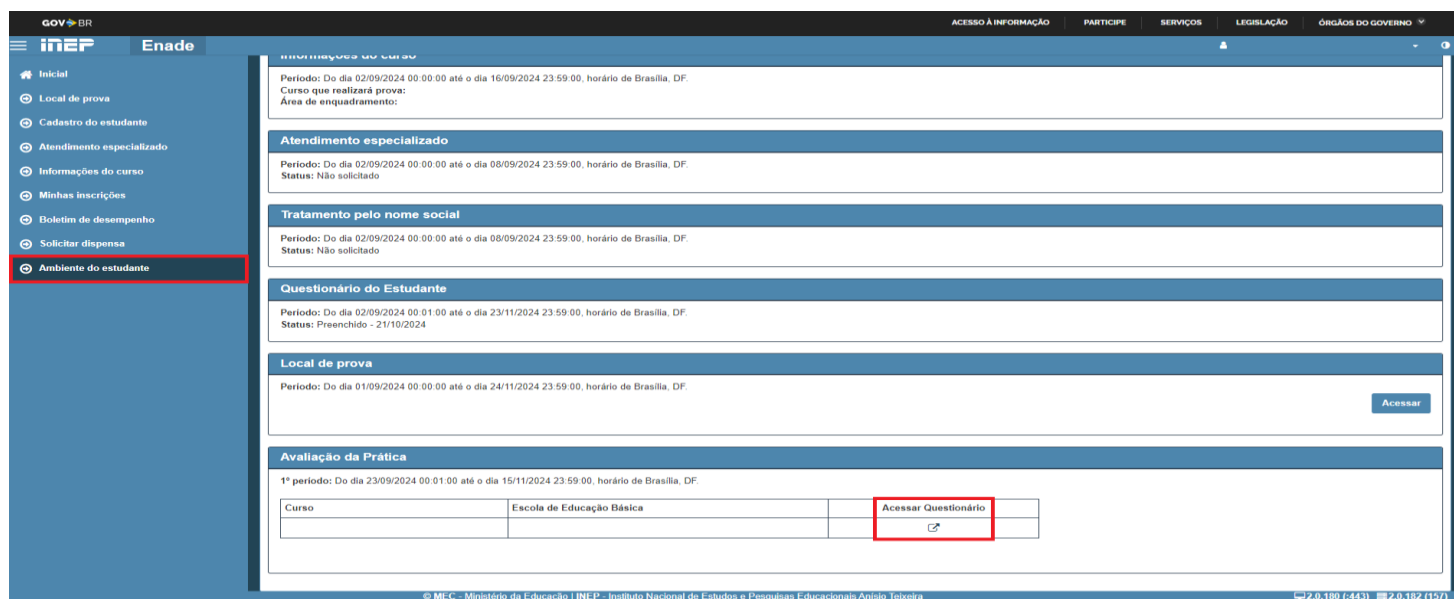 GOV BR
ACESSO À INFORMAÇÃO
PARTICIPE
SERVIÇOS
LEGISLAÇÃO
ÓRGÃOS DO GOVERNO
inep
Enade
Inicial
Local de prova
Cadastro do estudante
Atendimento especializado
Informações do curso
Minhas inscrições
Boletim de desempenho
Solicitar dispensa
Ambiente do estudante
Informações do curso
Período: Do dia 02/09/2024 00:00:00 até o dia 16/09/2024 23:59:00, horário de Brasília, DF.
Curso que realizará prova:
Área de enquadramento:
Atendimento especializado
Período: Do dia 02/09/2024 00:00:00 até o dia 08/09/2024 23:59:00, horário de Brasília, DF.
Status: Não solicitado
Tratamento pelo nome social
Período: Do dia 02/09/2024 00:00:00 até o dia 08/09/2024 23:59:00, horário de Brasília, DF.
Status: Não solicitado
Questionário do Estudante
Período: Do dia 02/09/2024 00:01:00 até o dia 23/11/2024 23:59:00, horário de Brasília, DF.
Status: Preenchido - 21/10/2024
Local de prova
Período: Do dia 01/09/2024 00:00:00 até o dia 24/11/2024 23:59:00, horário de Brasília, DF.
Acessar
Avaliação da Prática
1º período: Do dia 23/09/2024 00:01:00 até o dia 15/11/2024 23:59:00, horário de Brasília, DF.
Curso
Escola de Educação Básica
Acessar Questionário
© MEC - Ministério da Educação | INEP - Instituto Nacional de Estudos e Pesquisas Educacionais Anísio Teixeira
2.0.180 (:443) 2.0.182 (157)